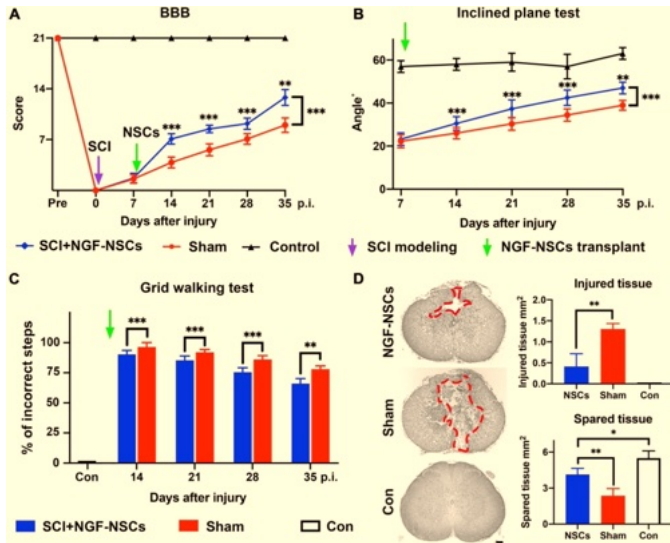 A
BBB
21
14
7
Score
SCI
NSCs
***
***
***
**
***
Pre
0
7
14
21
28
35
p.i.
Days after injury
B
Inclined plane test
60
40
20
0
Angle°
***
***
***
**
***
7
14
21
28
35
p.i.
Days after injury
SCI+NGF-NSCs
Sham
Control
SCI modeling
NGF-NSCs transplant
C
Grid walking test
100
75
50
25
0
% of incorrect steps
***
***
***
**
Con
14
21
28
35 p.i.
Days after injury
SCI+NGF-NSCs
Sham
Con
D
NGF-NSCs
Sham
Con
Injured tissue
2.0
1.5
1.0
0.5
0.0
Injured tissue mm²
**
NSCs
Sham
Con
Spared tissue
6
3
0
Spared tissue mm²
*
**
NSCs
Sham
Con